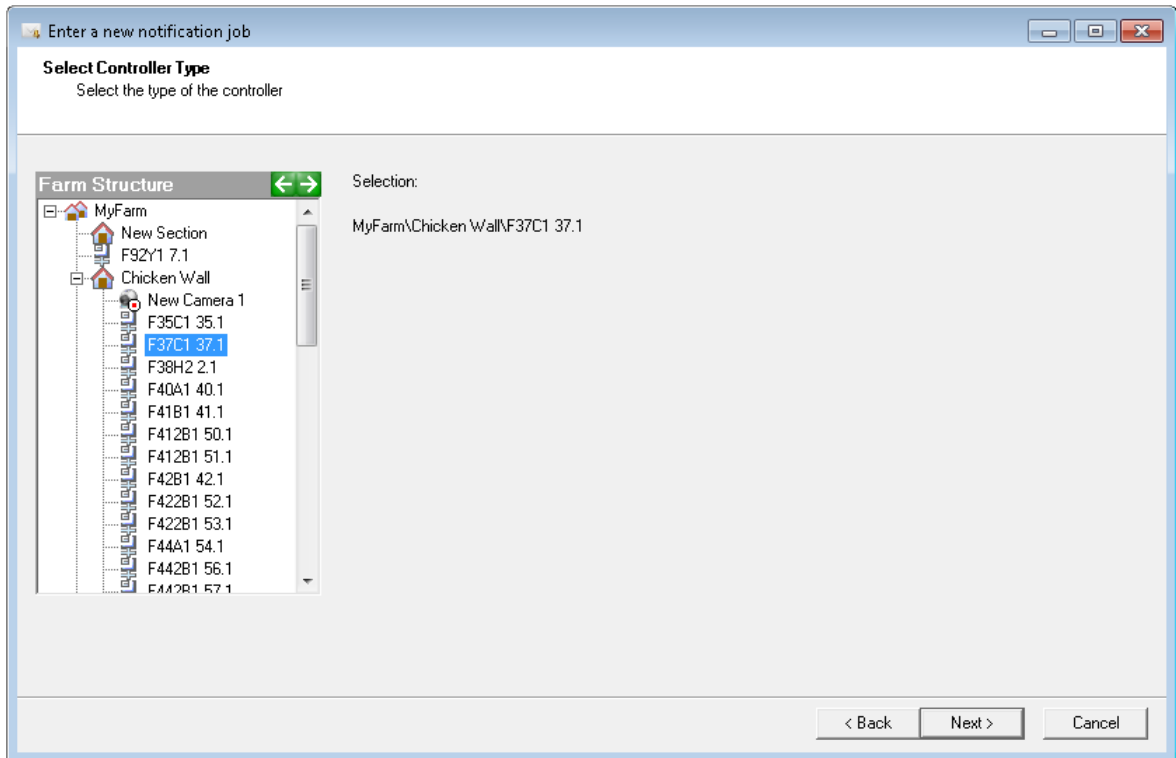 Enter a new notification job
Select Controller Type
Select the type of the controller
Farm Structure
MyFarm
New Section
F92Y1 7.1
Chicken Wall
New Camera 1
F35C1 35.1
F37C1 37.1
F38H2 2.1
F40A1 40.1
F41B1 41.1
F412B1 50.1
F412B1 51.1
F42B1 42.1
F422B1 52.1
F422B1 53.1
F44A1 54.1
F442B1 56.1
F442B1 57.1
Selection:
MyFarm\Chicken Wall\F37C1 37.1
< Back
Next >
Cancel